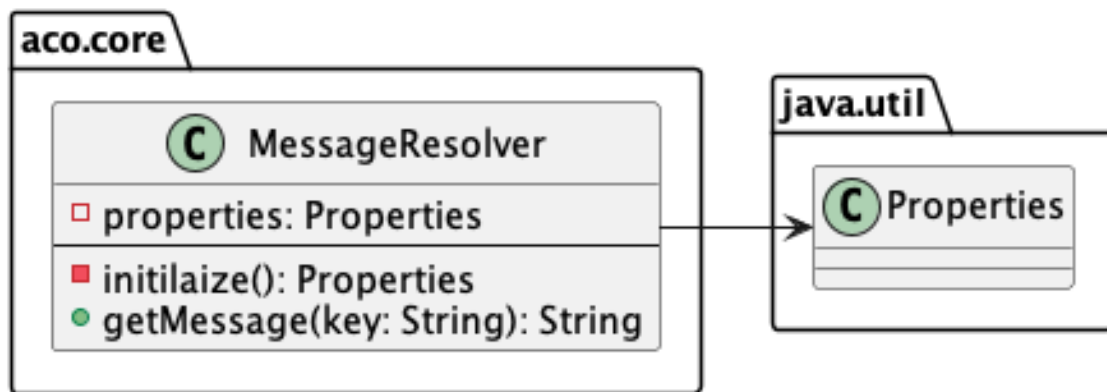 aco.core
C MessageResolver
properties: Properties
initilaize(): Properties
getMessage(key: String): String
java.util
C Properties